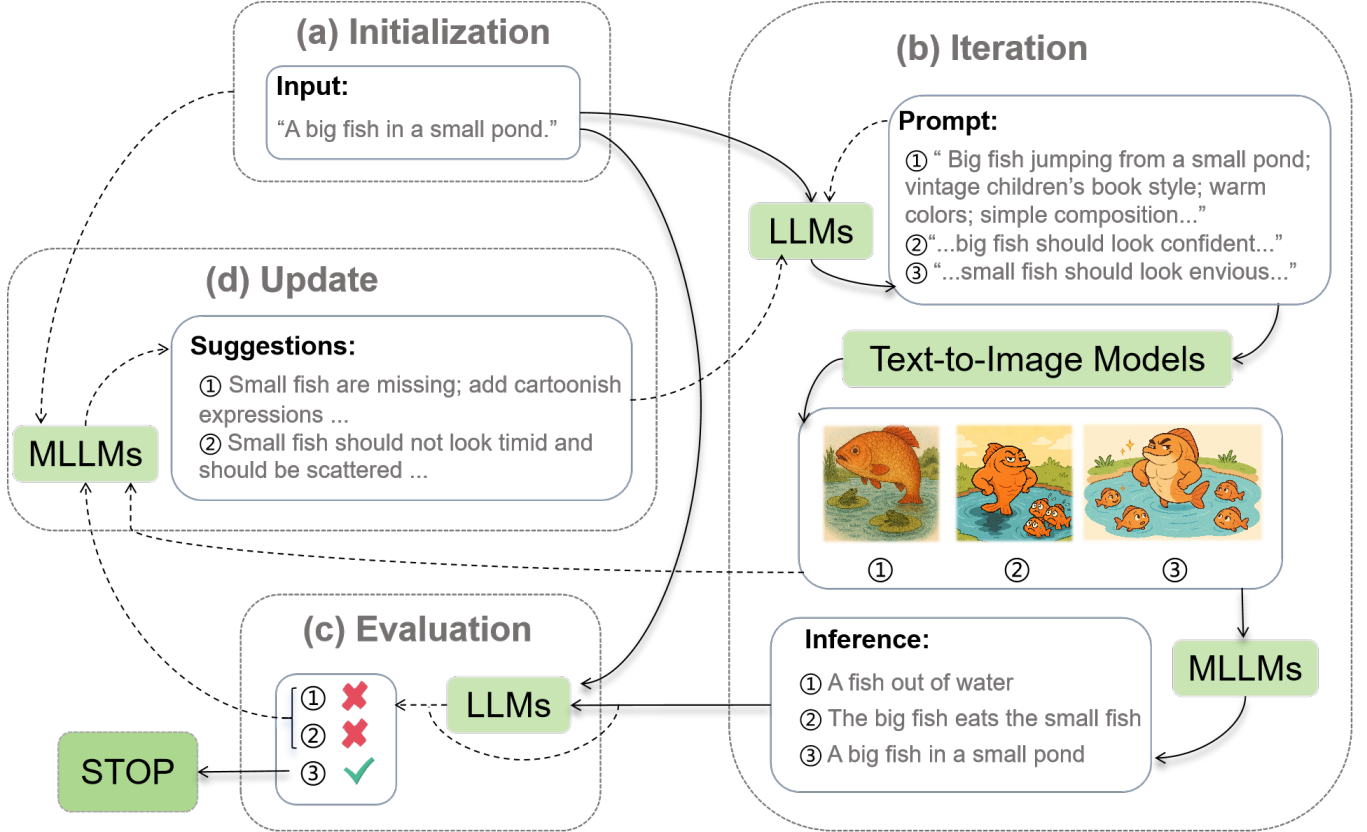 (a) Initialization
Input:
“A big fish in a small pond.”
(b) Iteration
Prompt:
① “ Big fish jumping from a small pond;
vintage children’s book style; warm
colors; simple composition...”
②“...big fish should look confident...”
③ “...small fish should look envious...”
LLMs
Text-to-Image Models
① ② ③
MLLMs
Inference:
① A fish out of water
② The big fish eats the small fish
③ A big fish in a small pond
(c) Evaluation
LLMs
①
②
③
STOP
(d) Update
Suggestions:
① Small fish are missing; add cartoonish
expressions ...
② Small fish should not look timid and
should be scattered ...
MLLMs